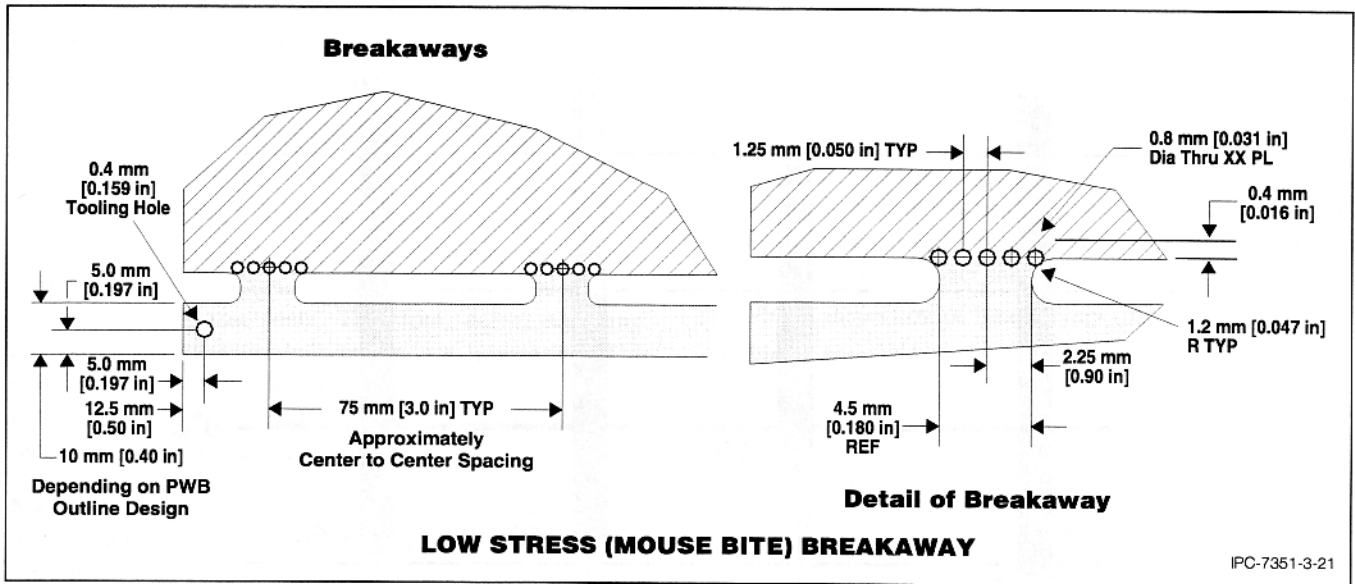 Breakaways
0.4 mm
[0.159 in]
Tooling Hole
5.0 mm
[0.197 in]
5.0 mm
[0.197 in]
12.5 mm
[0.50 in]
10 mm [0.40 in]
Depending on PWB
Outline Design
75 mm [3.0 in] TYP
Approximately
Center to Center Spacing
1.25 mm [0.050 in] TYP
0.8 mm [0.031 in]
Dia Thru XX PL
0.4 mm
[0.016 in]
1.2 mm [0.047 in]
R TYP
2.25 mm
[0.90 in]
4.5 mm
[0.180 in]
REF
Detail of Breakaway
LOW STRESS (MOUSE BITE) BREAKAWAY
IPC-7351-3-21